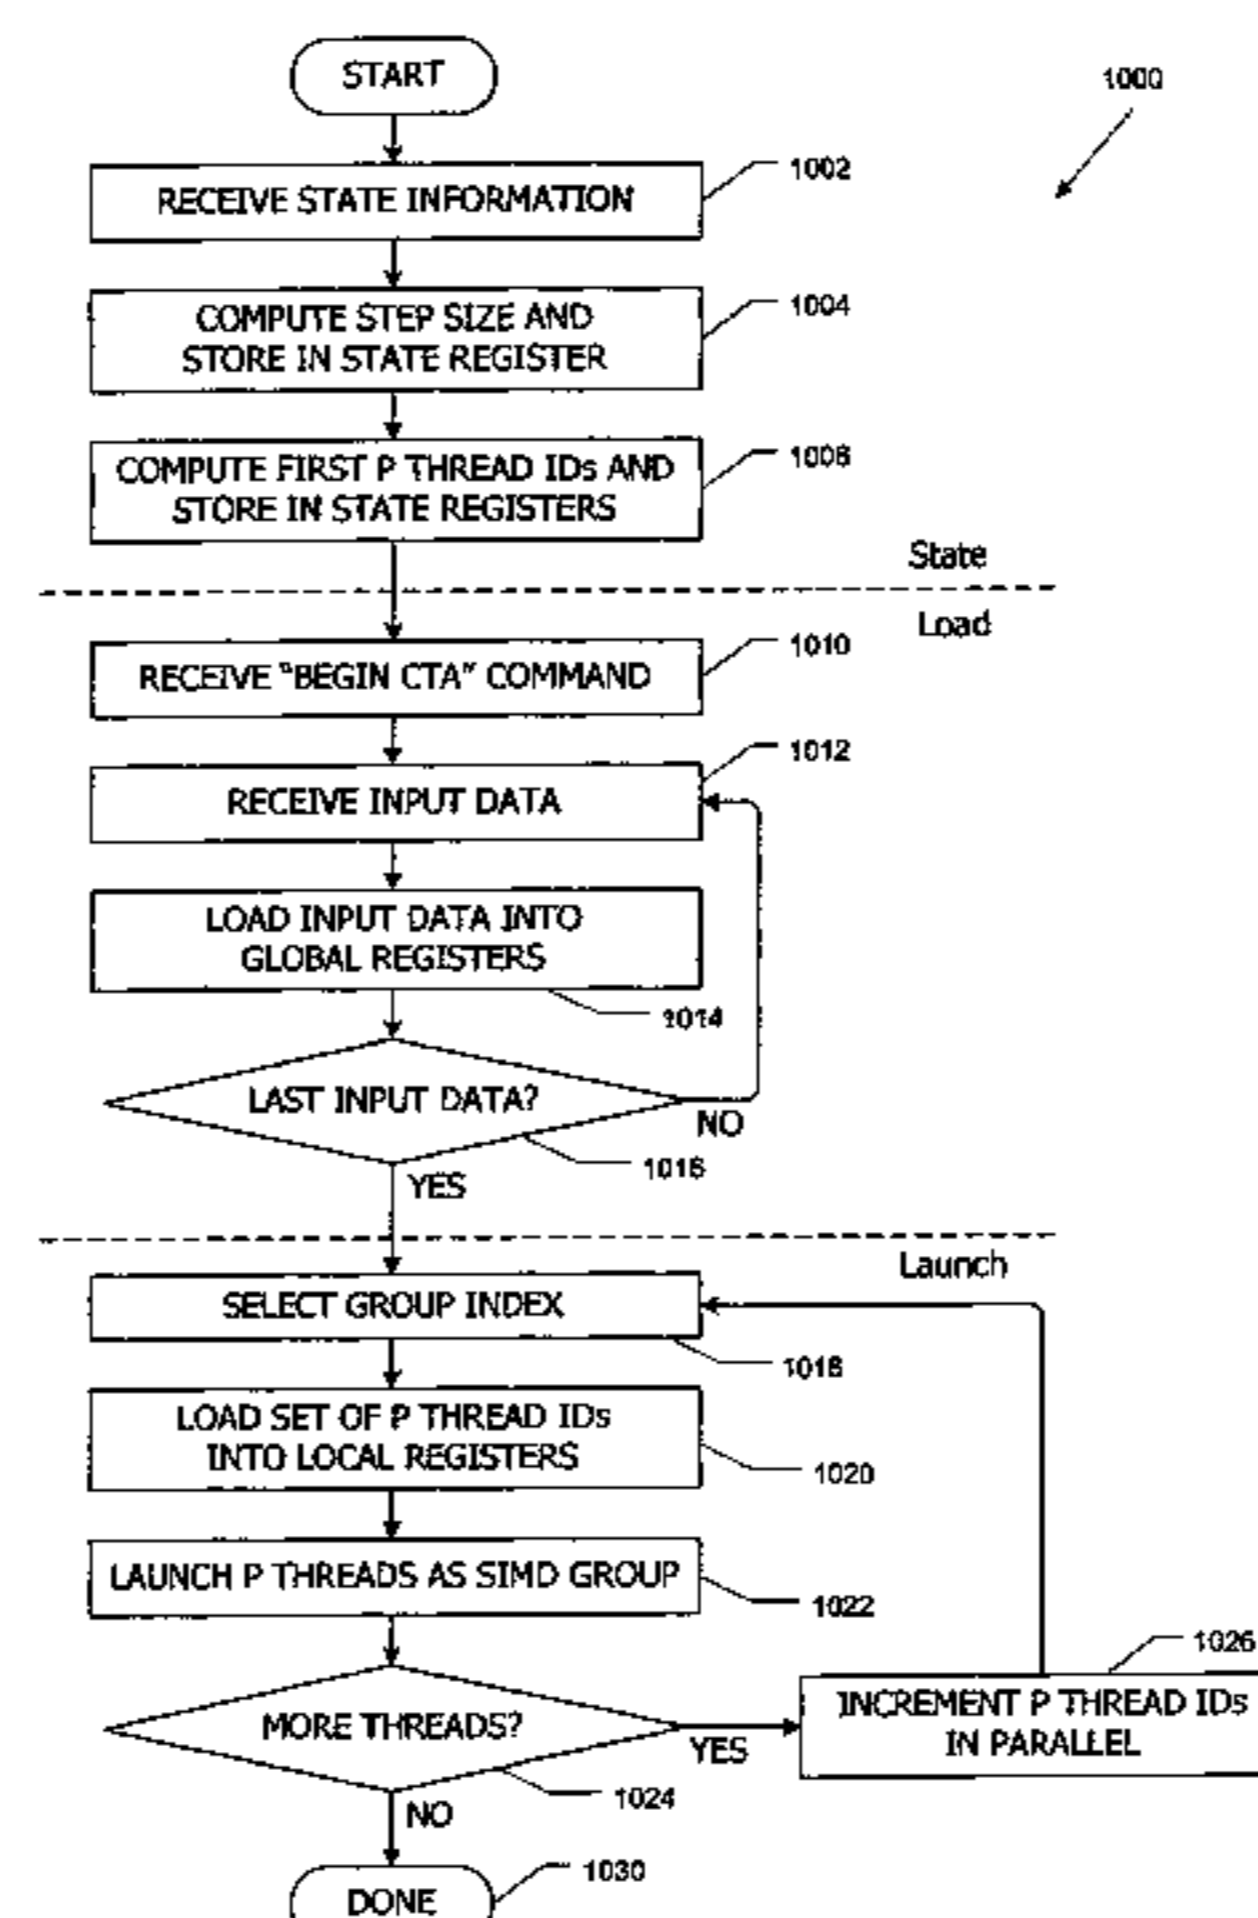 START
1000
1002
RECEIVE STATE INFORMATION
1004
COMPUTE STEP SIZE AND
STORE IN STATE REGISTER
1006
COMPUTE FIRST P THREAD IDs AND
STORE IN STATE REGISTERS
State
Load
1010
RECEIVE "BEGIN CTA" COMMAND
1012
RECEIVE INPUT DATA
LOAD INPUT DATA INTO
GLOBAL REGISTERS
1014
LAST INPUT DATA?
NO
1016
YES
Launch
SELECT GROUP INDEX
1018
LOAD SET OF P THREAD IDs
INTO LOCAL REGISTERS
1020
LAUNCH P THREADS AS SIMD GROUP
1022
1026
INCREMENT P THREAD IDs
IN PARALLEL
MORE THREADS?
YES
1024
NO
1030
DONE